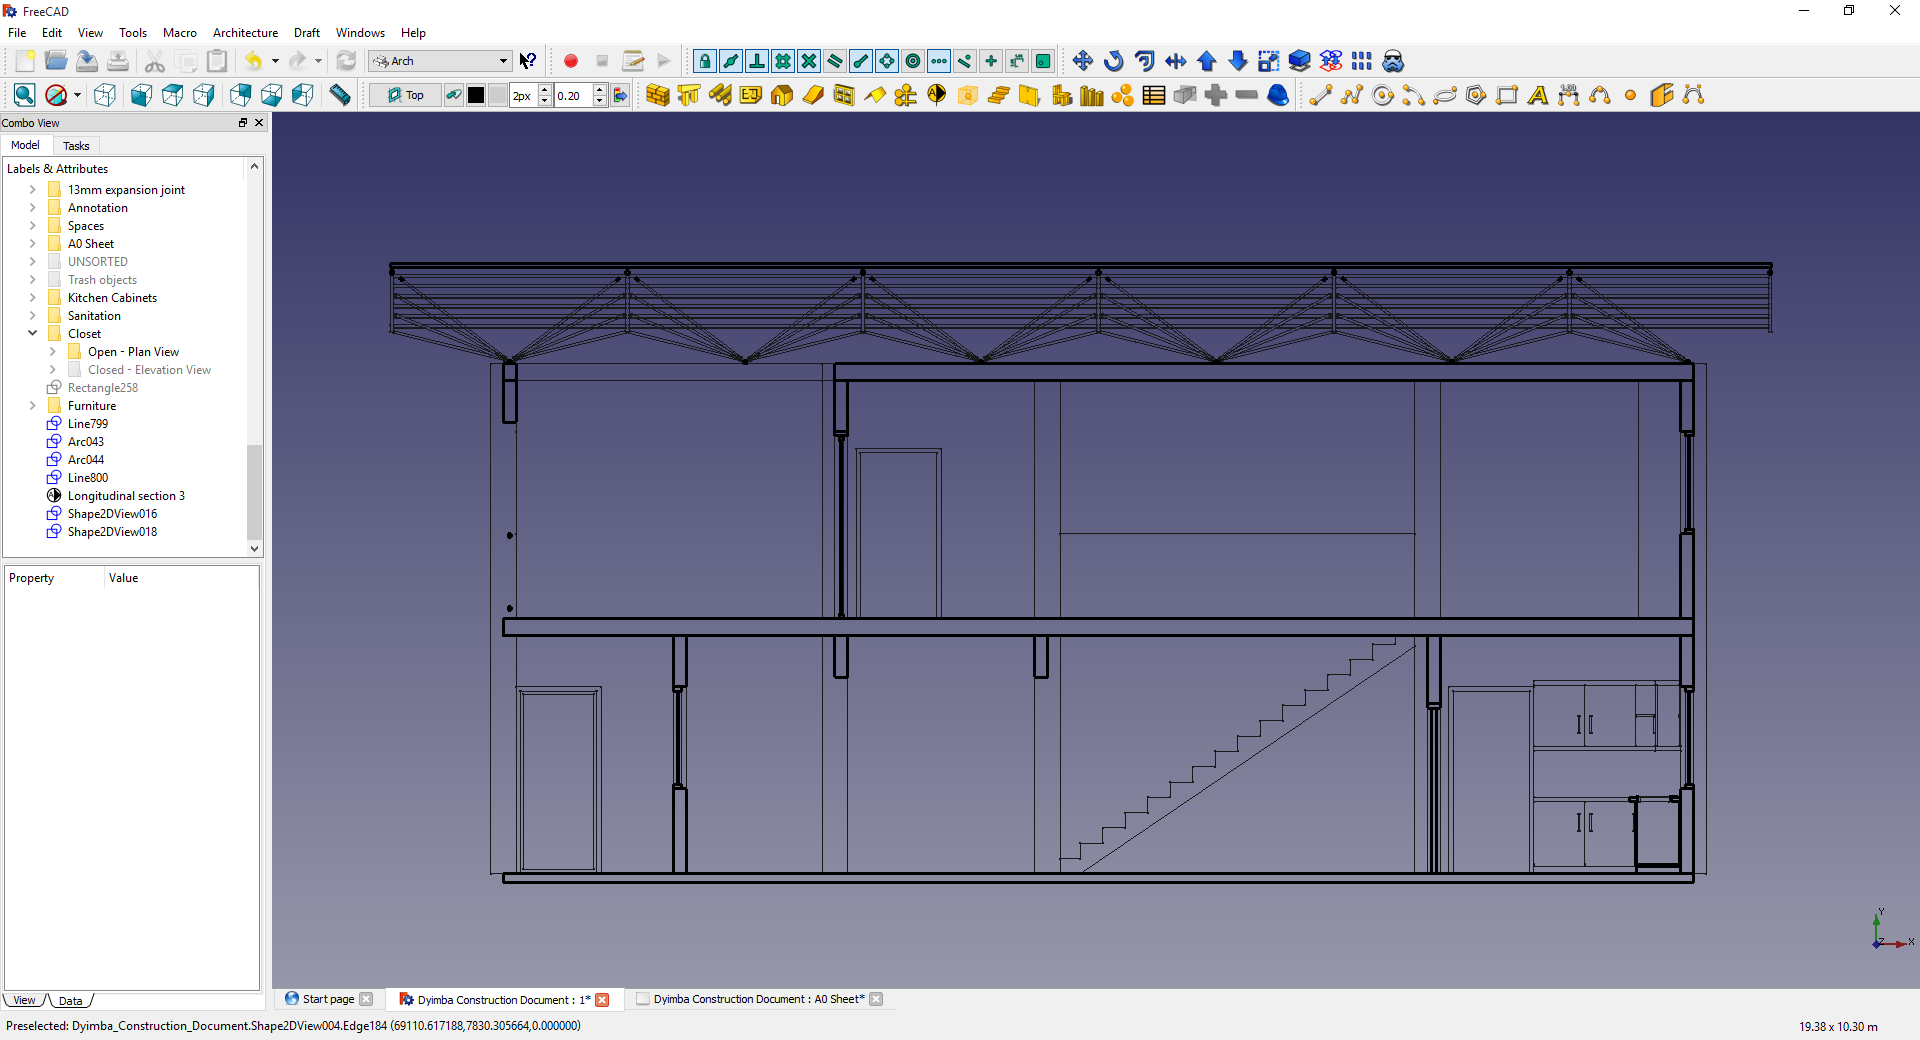 FreeCAD
File Edit View Tools Macro Architecture Draft Windows Help
Arch
Top 2px 0.20
Combo View
Model Tasks
Labels & Attributes
13mm expansion joint
Annotation
Spaces
A0 Sheet
UNSORTED
Trash objects
Kitchen Cabinets
Sanitation
Closet
Open - Plan View
Closed - Elevation View
Rectangle258
Furniture
Line799
Arc043
Arc044
Line800
Longitudinal section 3
Shape2DView016
Shape2DView018
Property Value
Y
Z X
View Data
Start page Dyimba Construction Document : 1* Dyimba Construction Document : A0 Sheet*
Preselected: Dyimba_Construction_Document.Shape2DView004.Edge184 (69110.617188,7830.305664,0.000000)
19.38 x 10.30 m